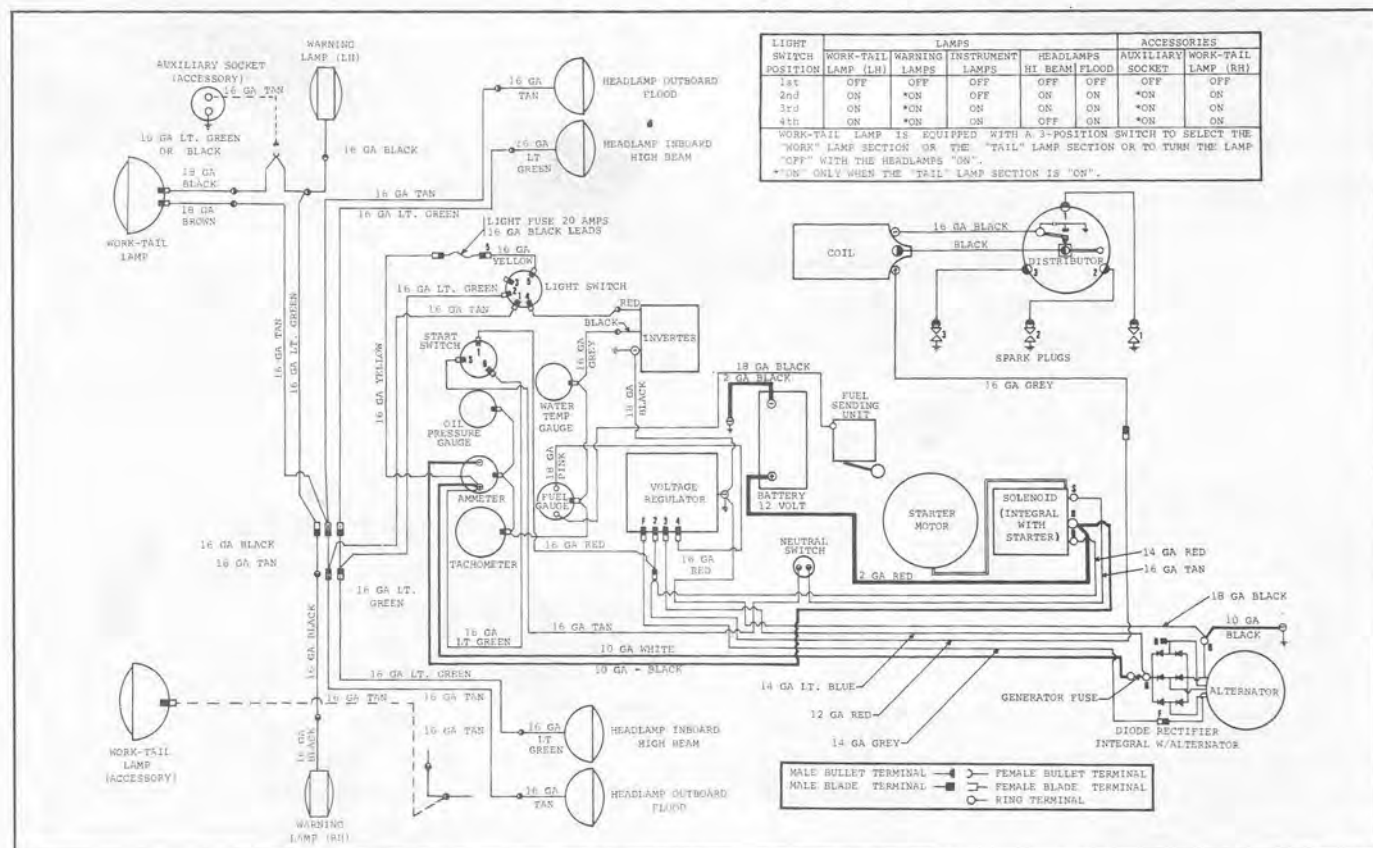 WARNING
LAMP (LH)
AUXILIARY SOCKET
(ACCESSORY)
16 GA TAN
16 GA LT. GREEN
OR BLACK
18 GA
BLACK
18 GA
BROWN
WORK-TAIL
LAMP
16 GA BLACK
16 GA
TAN
HEADLAMP OUTBOARD
FLOOD
16 GA
LT
GREEN
HEADLAMP INBOARD
HIGH BEAM
16 GA TAN
16 GA LT. GREEN
LIGHT FUSE 20 AMPS
16 GA BLACK LEADS
16 GA
YELLOW
LIGHT SWITCH
16 GA LT. GREEN
16 GA TAN
16 GA TAN
16 GA LT. GREEN
16 GA YELLOW
LIGHT SWITCH POSITION
LAMPS
ACCESSORIES
WORK-TAIL LAMP (LH) WARNING LAMPS INSTRUMENT LAMPS HEADLAMPS HI BEAM FLOOD AUXILIARY SOCKET WORK-TAIL LAMP (RH)
1st OFF OFF OFF OFF OFF OFF OFF
2nd ON *ON OFF ON ON *ON ON
3rd ON *ON ON ON ON *ON ON
4th ON *ON ON OFF ON *ON ON
WORK-TAIL LAMP IS EQUIPPED WITH A 3-POSITION SWITCH TO SELECT THE
"WORK" LAMP SECTION OR THE "TAIL" LAMP SECTION OR TO TURN THE LAMP
"OFF" WITH THE HEADLAMPS "ON".
*"ON" ONLY WHEN THE "TAIL" LAMP SECTION IS "ON".
COIL
16 GA BLACK
BLACK
DISTRIBUTOR
1
3
2
3
2
1
SPARK PLUGS
16 GA GREY
START
SWITCH
RED
BLACK
INVERTER
16 GA
GREY
WATER
TEMP
GAUGE
18 GA
BLACK
OIL
PRESSURE
GAUGE
AMMETER
TACHOMETER
18 GA
PINK
FUEL
GAUGE
18 GA BLACK
2 GA BLACK
FUEL
SENDING
UNIT
VOLTAGE
REGULATOR
F 2 3 4
BATTERY
12 VOLT
NEUTRAL
SWITCH
STARTER
MOTOR
SOLENOID
(INTEGRAL
WITH
STARTER)
2 GA RED
16 GA RED
18 GA
RED
14 GA RED
16 GA TAN
18 GA BLACK
10 GA
BLACK
16 GA BLACK
18 GA TAN
16 GA LT.
GREEN
16 GA
LT GREEN
16 GA TAN
10 GA WHITE
10 GA - BLACK
14 GA LT. BLUE
12 GA RED
14 GA GREY
GENERATOR FUSE
ALTERNATOR
DIODE RECTIFIER
INTEGRAL W/ALTERNATOR
16 GA BLACK
16 GA LT. GREEN
16 GA TAN
16 GA TAN
16 GA TAN
16 GA
BLACK
WORK-TAIL
LAMP
(ACCESSORY)
WARNING
LAMP (RH)
16 GA
LT
GREEN
HEADLAMP INBOARD
HIGH BEAM
16 GA
TAN
HEADLAMP OUTBOARD
FLOOD
MALE BULLET TERMINAL FEMALE BULLET TERMINAL
MALE BLADE TERMINAL FEMALE BLADE TERMINAL
RING TERMINAL